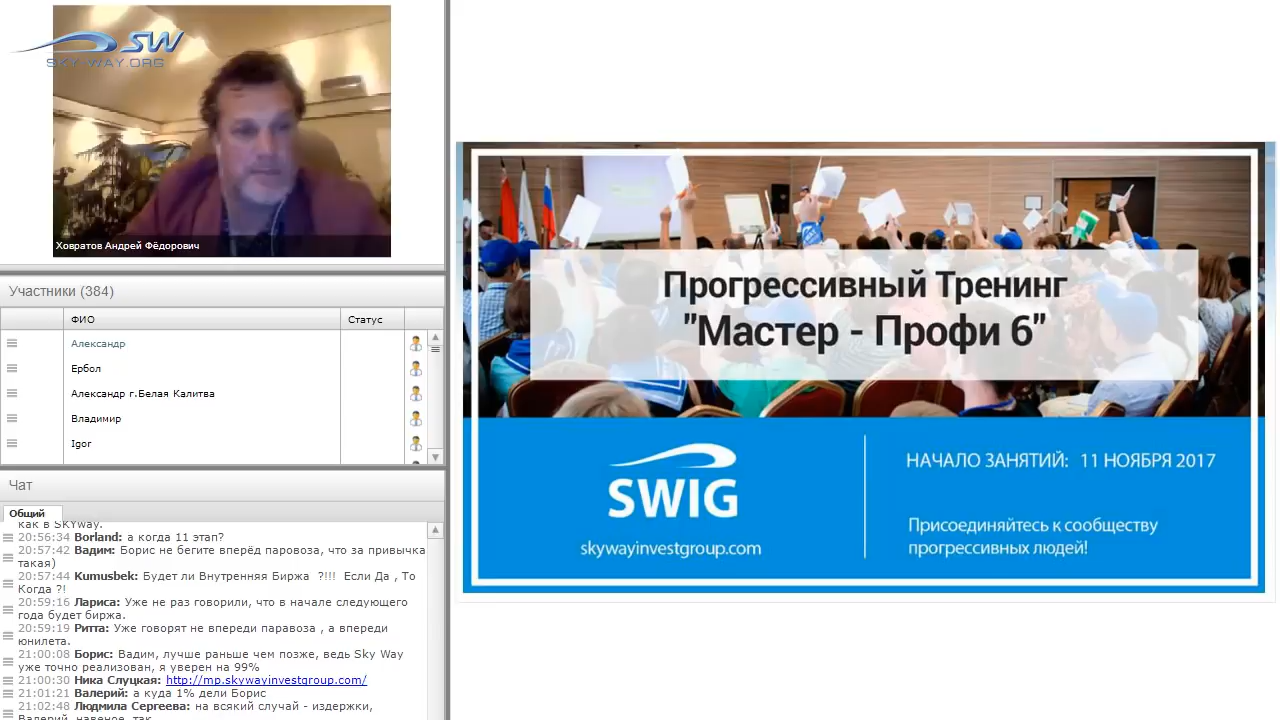 SW
SKY-WAY.ORG
Ховратов Андрей Фёдорович
Участники (384)
ФИО
Статус
Александр
Ербол
Александр г.Белая Калитва
Владимир
Igor
Чат
Общий
как в SKYway.
20:56:34 Borland: а когда 11 этап?
20:57:42 Вадим: Борис не бегите вперёд паровоза, что за привычка
такая)
20:57:44 Kumusbek: Будет ли Внутренняя Биржа ?!!! Если Да , То
Когда ?!
20:59:16 Лариса: Уже не раз говорили, что в начале следующего
года будет биржа.
20:59:19 Ритта: Уже говорят не впереди паравоза , а впереди
юнилета.
21:00:08 Борис: Вадим, лучше раньше чем позже, ведь Sky Way
уже точно реализован, я уверен на 99%
21:00:30 Ника Слуцкая: http://mp.skywayinvestgroup.com/
21:01:21 Валерий: а куда 1% дели Борис
21:02:48 Людмила Сергеева: на всякий случай - издержки,
Валерий, навеное, так
Прогрессивный Тренинг
"Мастер - Профи 6"
SWIG
skywayinvestgroup.com
НАЧАЛО ЗАНЯТИЙ: 11 НОЯБРЯ 2017
Присоединяйтесь к сообществу
прогрессивных людей!